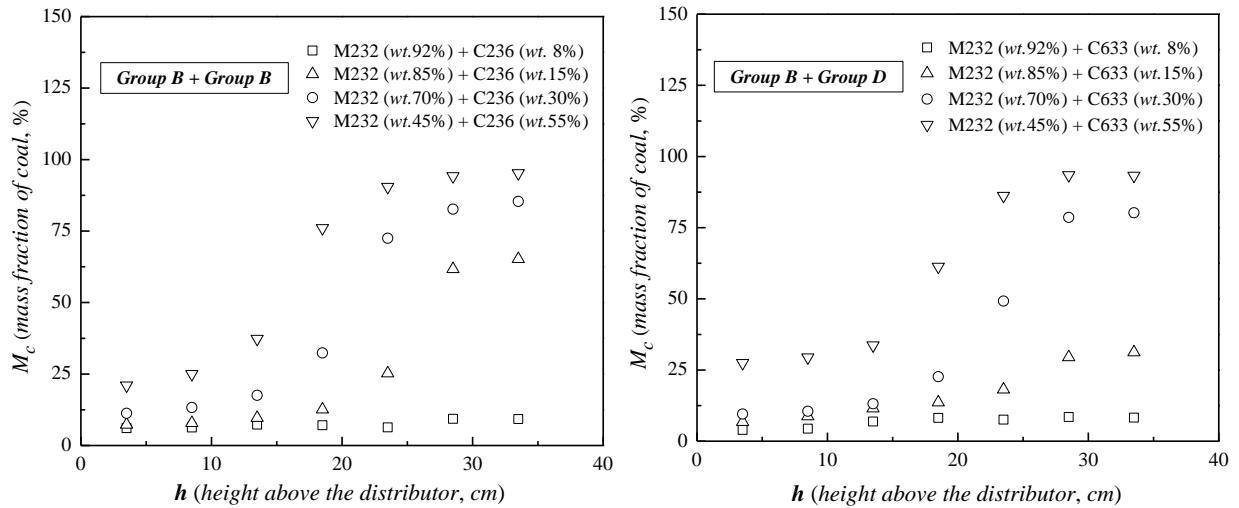 150
125
100
75
50
25
0
M_c (mass fraction of coal, %)
Group B + Group B
M232 (wt.92%) + C236 (wt. 8%)
M232 (wt.85%) + C236 (wt.15%)
M232 (wt.70%) + C236 (wt.30%)
M232 (wt.45%) + C236 (wt.55%)
0 10 20 30 40
h (height above the distributor, cm)
150
125
100
75
50
25
0
M_c (mass fraction of coal, %)
Group B + Group D
M232 (wt.92%) + C633 (wt. 8%)
M232 (wt.85%) + C633 (wt.15%)
M232 (wt.70%) + C633 (wt.30%)
M232 (wt.45%) + C633 (wt.55%)
0 10 20 30 40
h (height above the distributor, cm)